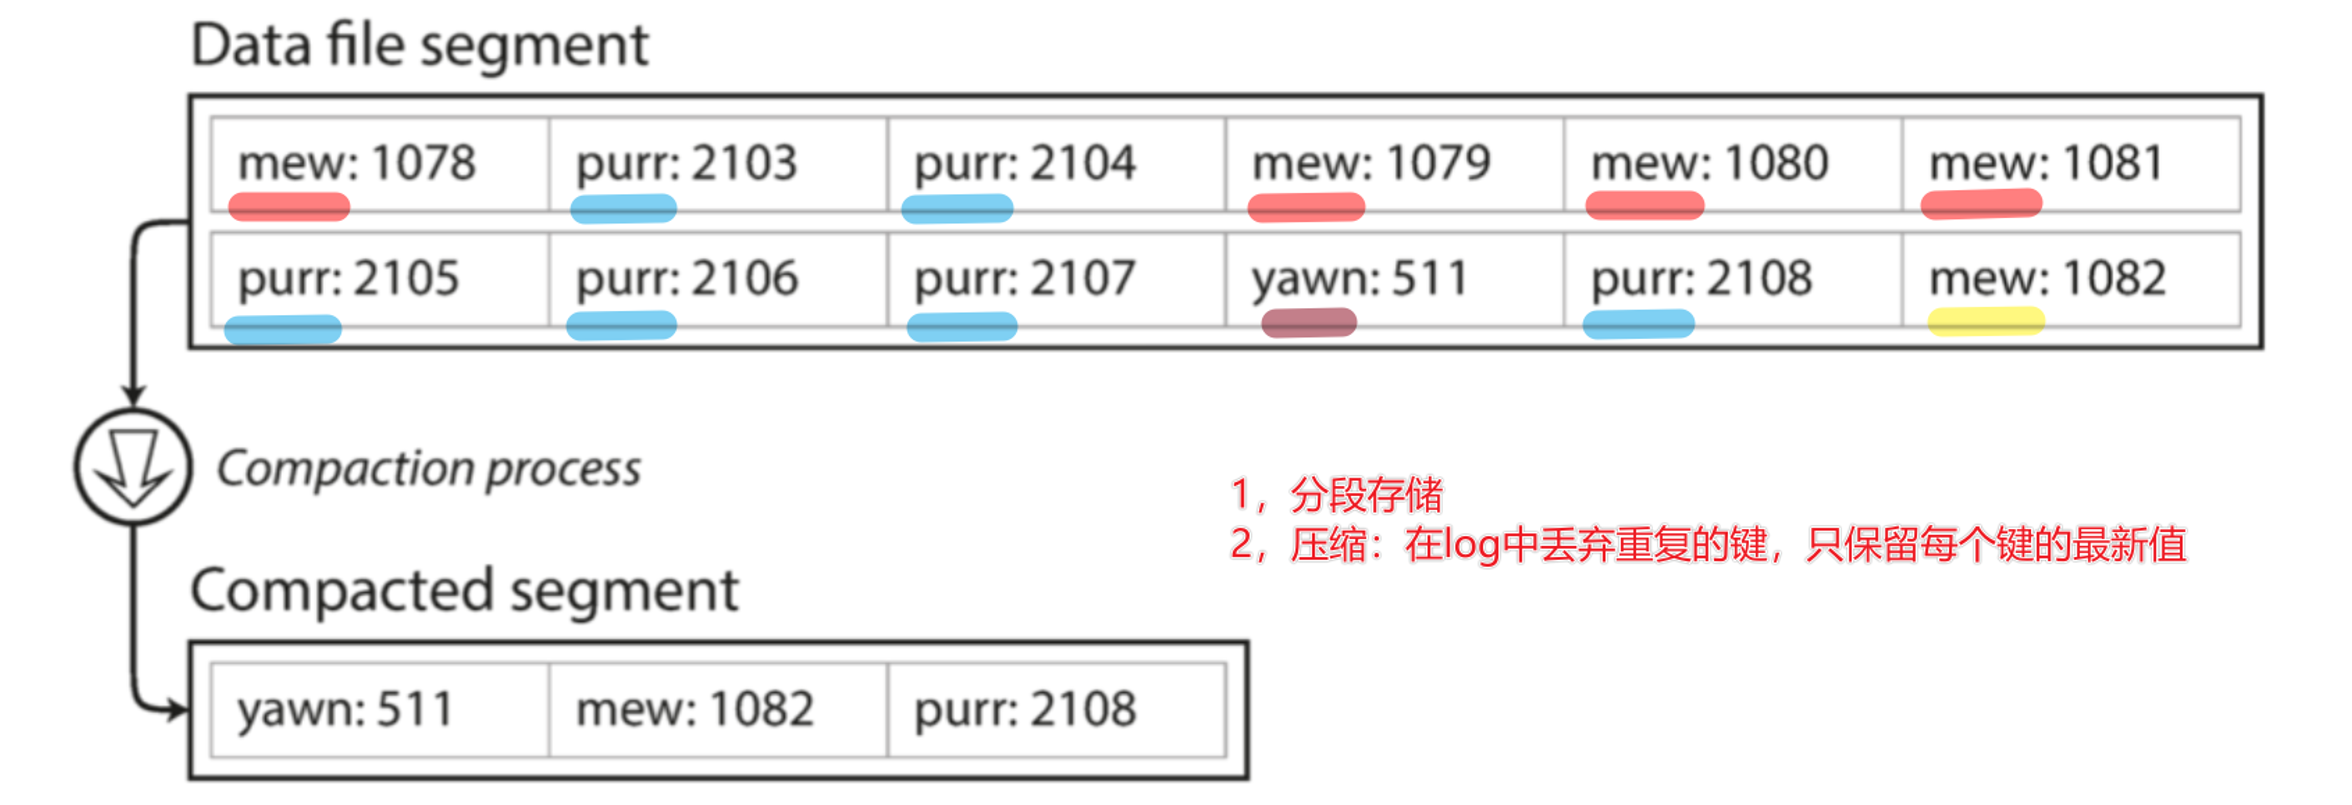 Data file segment
mew: 1078 purr: 2103 purr: 2104 mew: 1079 mew: 1080 mew: 1081
purr: 2105 purr: 2106 purr: 2107 yawn: 511 purr: 2108 mew: 1082
Compaction process
1，分段存储
2，压缩：在log中丢弃重复的键，只保留每个键的最新值
Compacted segment
yawn: 511 mew: 1082 purr: 2108